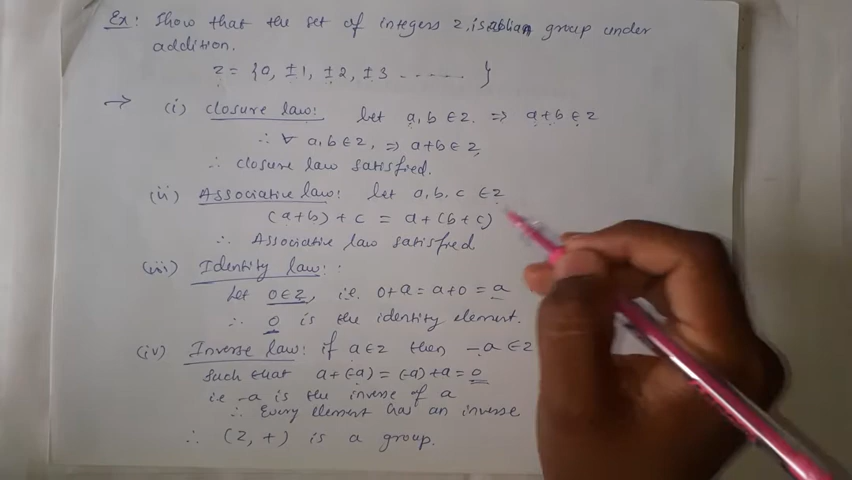 Ex: Show that the set of integers z, is abelian group under
addition.
z = {0, ±1, ±2, ±3 ------- }
→ (i) closure law: let a, b ∈ z. ⇒ a+b ∈ z
∴ ∀ a, b ∈ z, ⇒ a+b ∈ z,
∴ closure law satisfied.
(ii) Associative law: let a, b, c ∈ z
(a+b) + c = a + (b + c)
∴ Associative law satisfied
(iii) Identity law::
Let 0 ∈ Z, i.e. 0+a = a+0 = a
∴ 0 is the identity element.
(iv) Inverse law: if a ∈ z then -a ∈ z
such that a + (-a) = (-a) + a = 0
i.e -a is the inverse of a
∴ Every element has an inverse
∴ (Z, +) is a group.